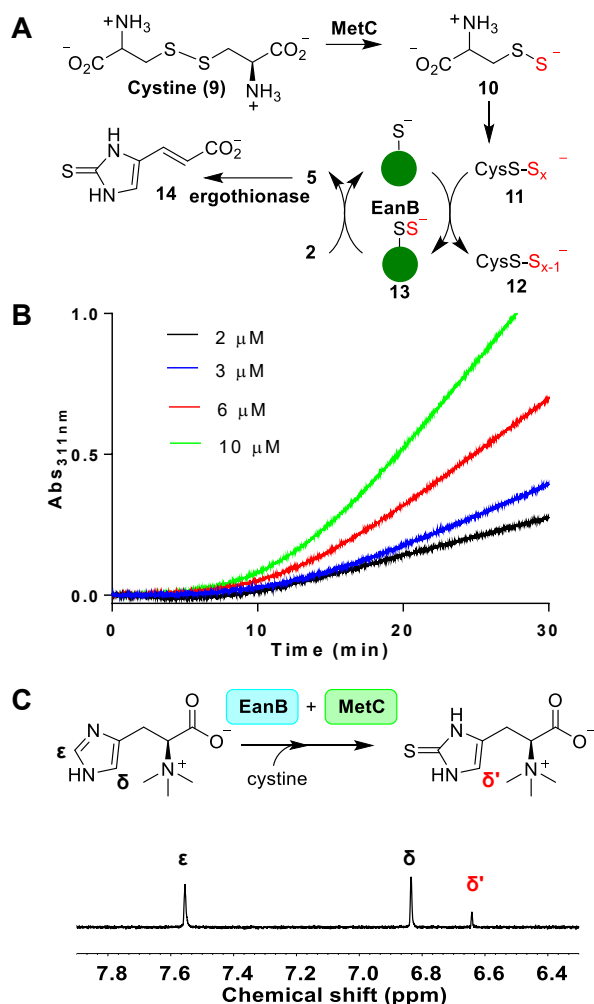 A
NH3 +
MetC
NH3 +
−O2C S S CO2−
−O2C S S−
Cystine (9) NH3 +
10
S−
HN CO2−
S
HN 14
5
ergothionase
EanB
CysS-Sx−
11
SS−
2
13
CysS-Sx-1−
12
B
1.0
0.5
0.0
Abs311nm
2 μM
3 μM
6 μM
10 μM
0 10 20 30
Time (min)
C
EanB + MetC
cystine
N O
ε O−
HN δ N+
H
N O
S O−
HN δ' N+
ε δ δ'
7.8 7.6 7.4 7.2 7.0 6.8 6.6 6.4
Chemical shift (ppm)